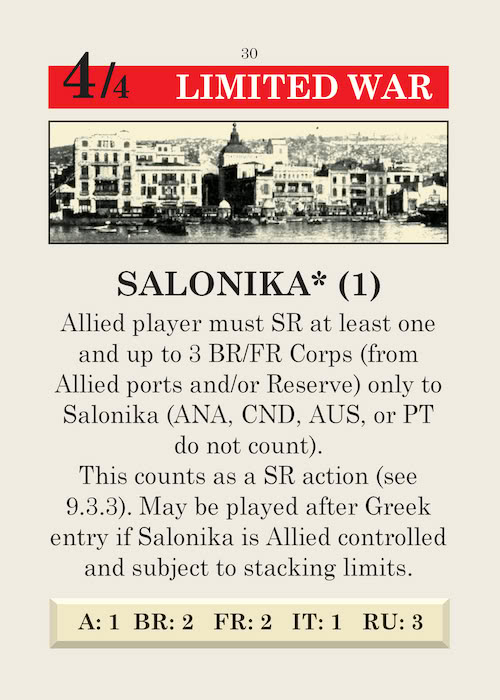 30
4/4 LIMITED WAR
SALONIKA* (1)
Allied player must SR at least one
and up to 3 BR/FR Corps (from
Allied ports and/or Reserve) only to
Salonika (ANA, CND, AUS, or PT
do not count).
This counts as a SR action (see
9.3.3). May be played after Greek
entry if Salonika is Allied controlled
and subject to stacking limits.
A: 1 BR: 2 FR: 2 IT: 1 RU: 3